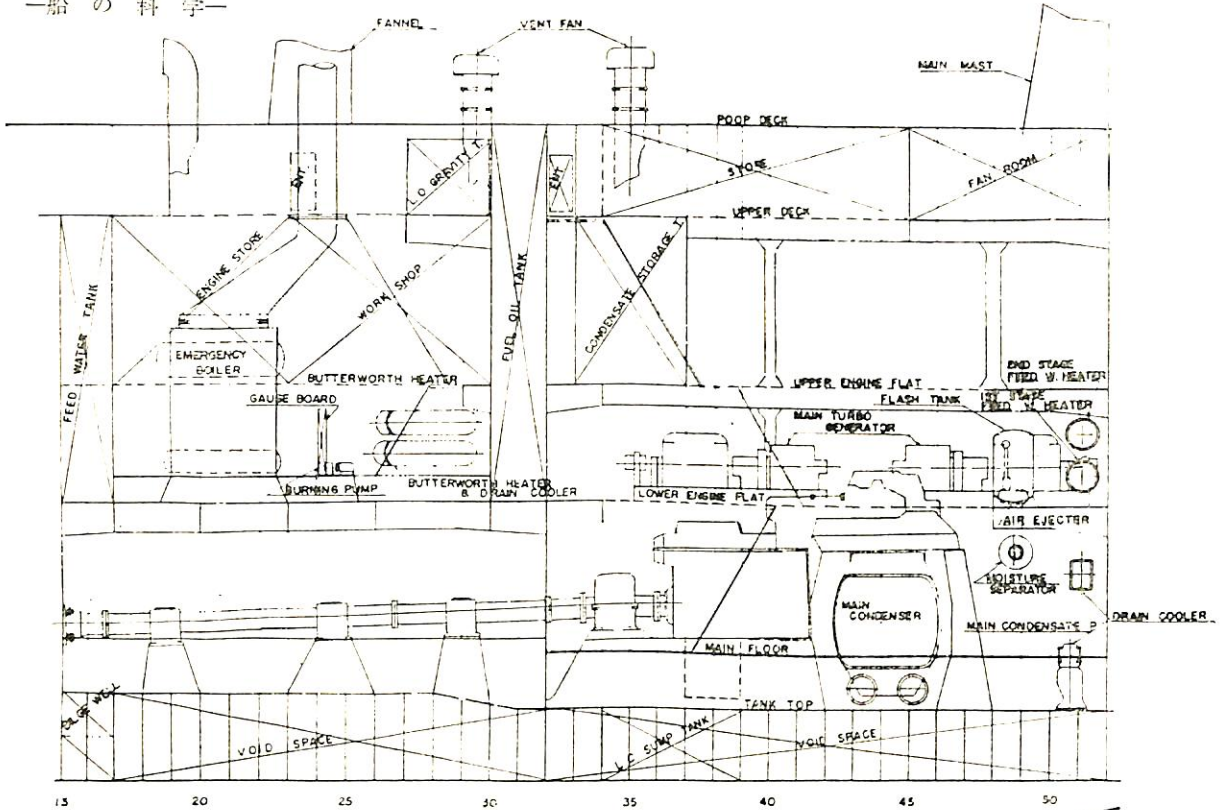 —船の科学—
FANNEL
VENT FAN
MAIN MAST
POOP DECK
ENT
L.O GRAVITY T.
ENT
STORE
FAN ROOM
UPPER DECK
FEED WATER TANK
ENGINE STORE
WORK SHOP
FUEL OIL TANK
CONDENSATE STORAGE T.
EMERGENCY
BOILER
BUTTERWORTH HEATER
GAUSE BOARD
UPPER ENGINE FLAT
FLASH TANK
2ND STAGE
FEED W. HEATER
1ST STAGE
FEED W. HEATER
MAIN TURBO
GENERATOR
BURNING PUMP
BUTTERWORTH HEATER
& DRAIN COOLER
LOWER ENGINE FLAT
AIR EJECTER
MOISTURE
SEPARATOR
MAIN
CONDENSER
DRAIN COOLER
MAIN CONDENSATE P
MAIN FLOOR
BILGE WELL
TANK TOP
VOID SPACE
L.O SUMP TANK
VOID SPACE
15 20 25 30 35 40 45 50